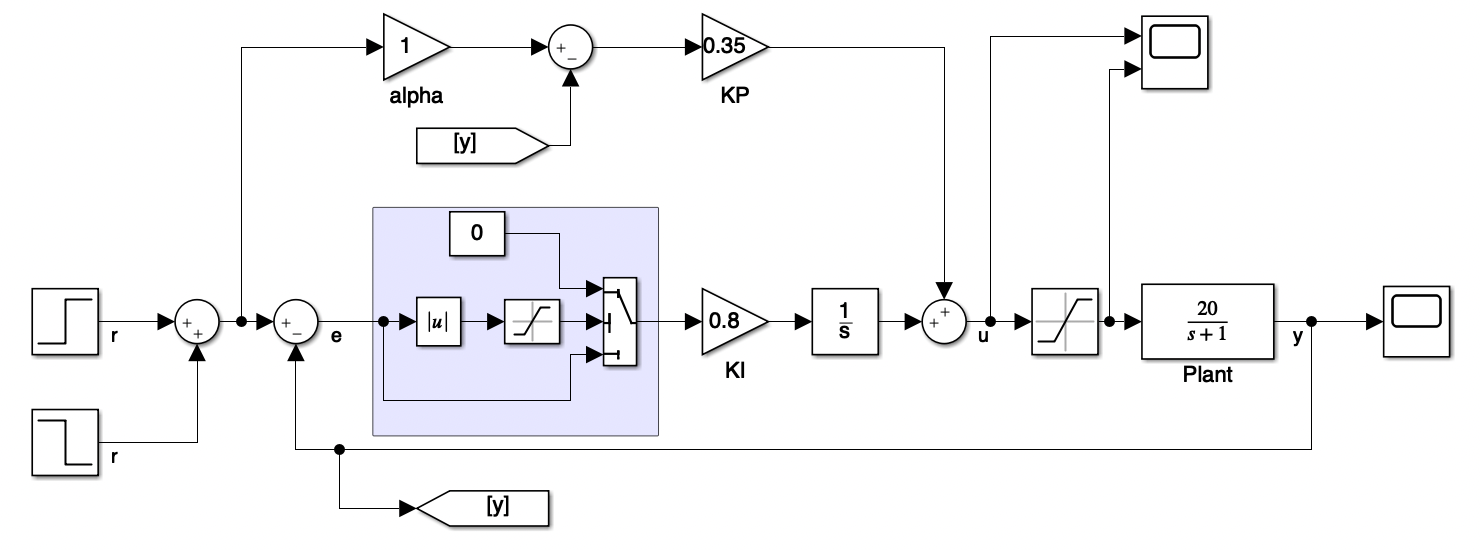 1
+
−
0.35
alpha
KP
[y]
0
r
+
+
+
−
e
|u|
0.8
KI
1
s
+
+
u
20
s + 1
Plant
y
r
[y]